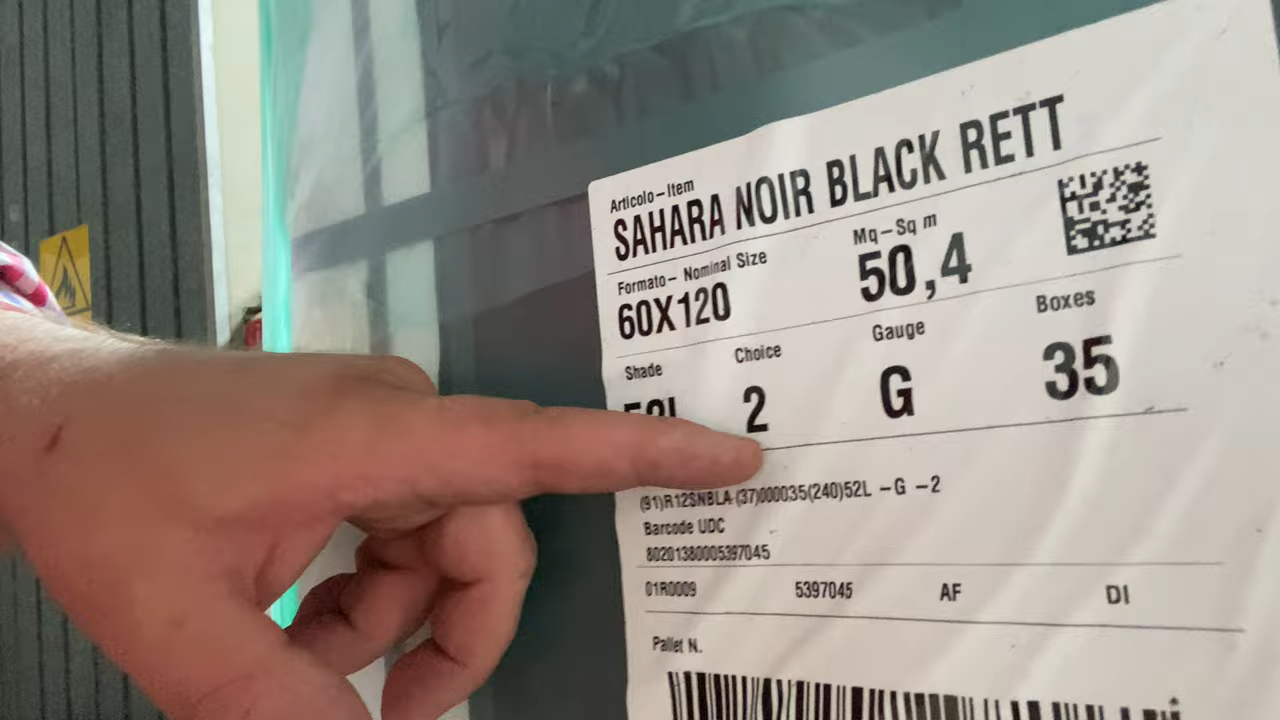 Articolo-Item
SAHARA NOIR BLACK RETT
Formato- Nominal Size
Mq-Sq m
60X120
50,4
Shade
Choice
Gauge
Boxes
52L
2
G
35
(91)R12SNBLA (37)000035(240)52L -G -2
Barcode UDC
80201380005397045
01R0009
5397045
AF
DI
Pallet N.